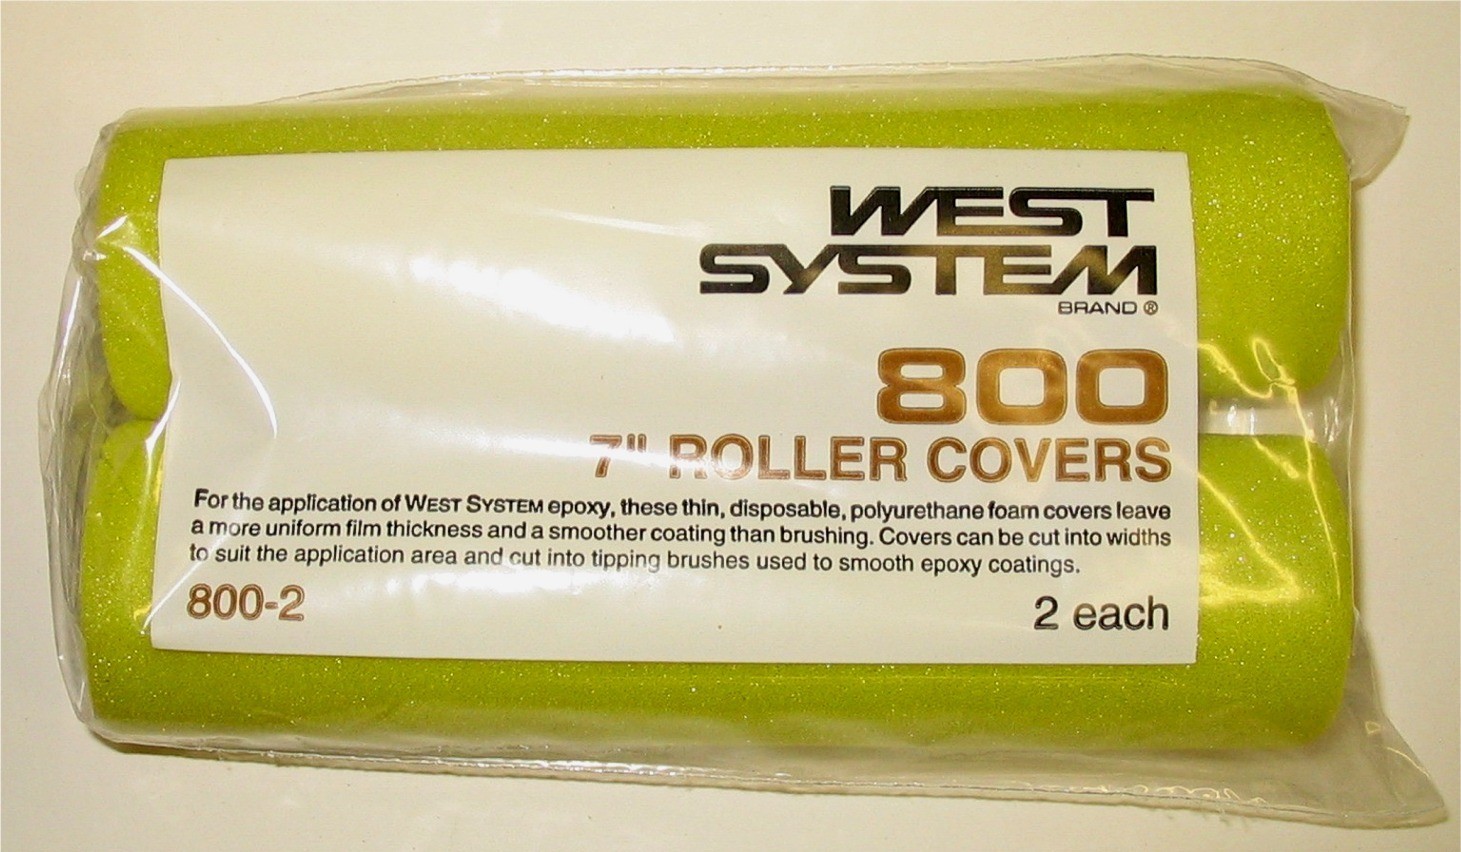 WEST
SYSTEM
BRAND ®
800
7" ROLLER COVERS
For the application of WEST SYSTEM epoxy, these thin, disposable, polyurethane foam covers leave
a more uniform film thickness and a smoother coating than brushing. Covers can be cut into widths
to suit the application area and cut into tipping brushes used to smooth epoxy coatings.
800-2
2 each